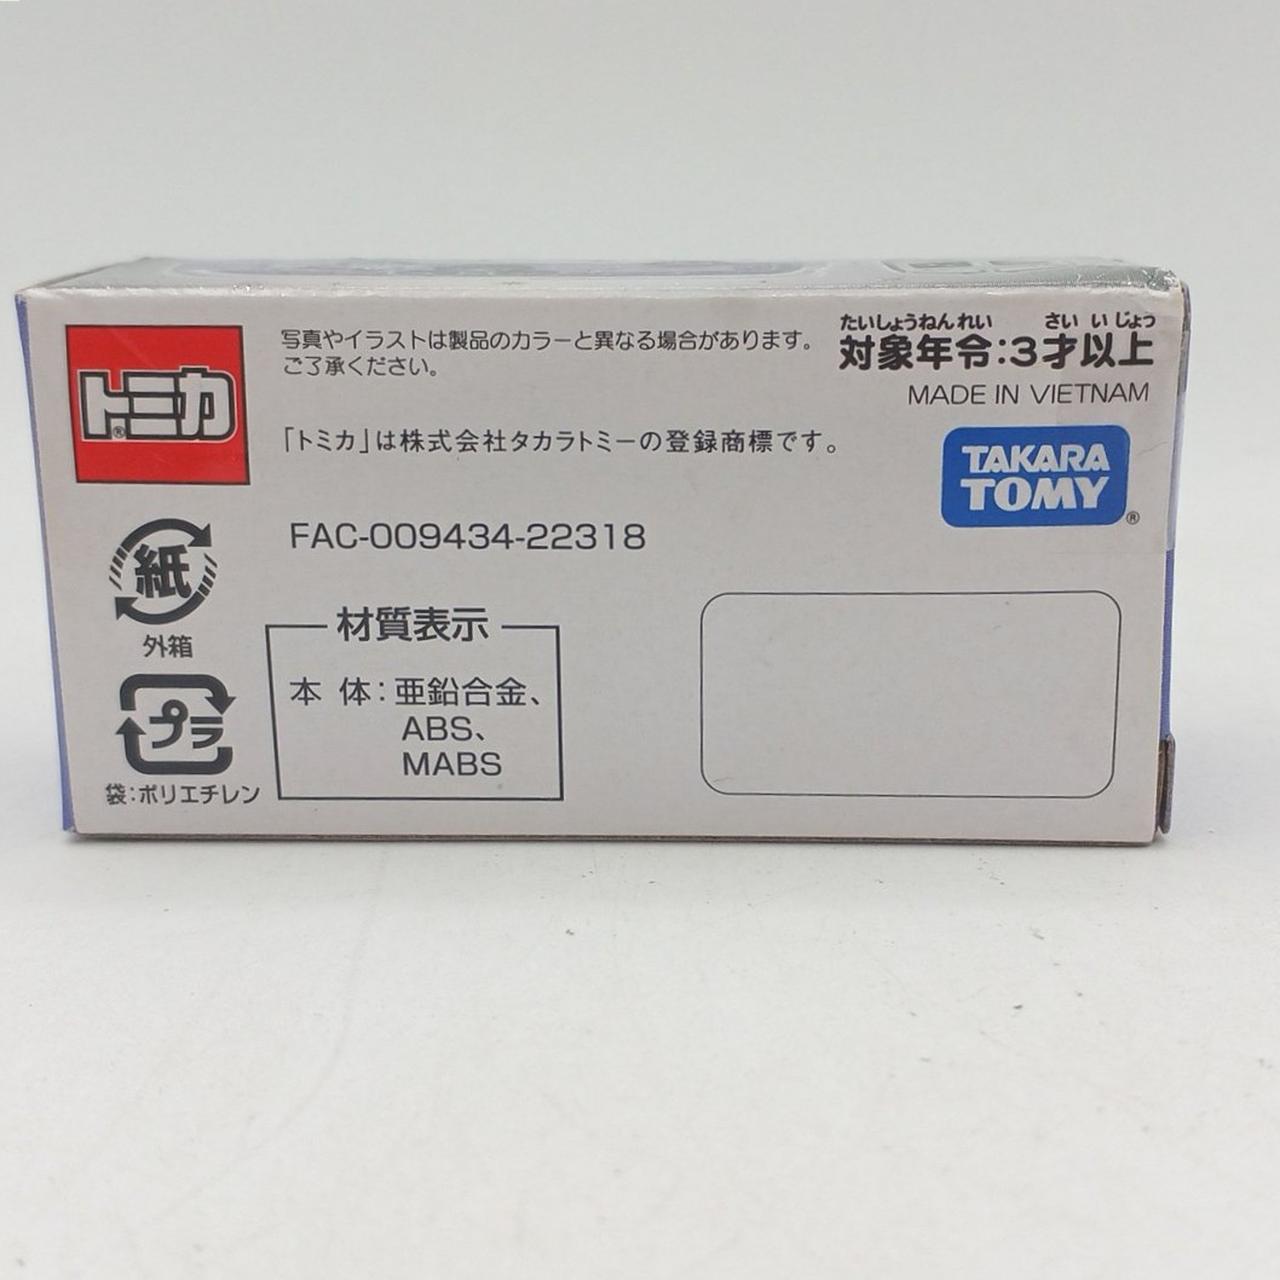 トミカ®
写真やイラストは製品のカラーと異なる場合があります。
ご了承ください。
たいしょうねんれい さい いじょう
対象年令:3才以上
MADE IN VIETNAM
「トミカ」は株式会社タカラトミーの登録商標です。
TAKARA
TOMY®
FAC-009434-22318
紙
外箱
プラ
袋:ポリエチレン
材質表示
本 体:亜鉛合金、
ABS、
MABS